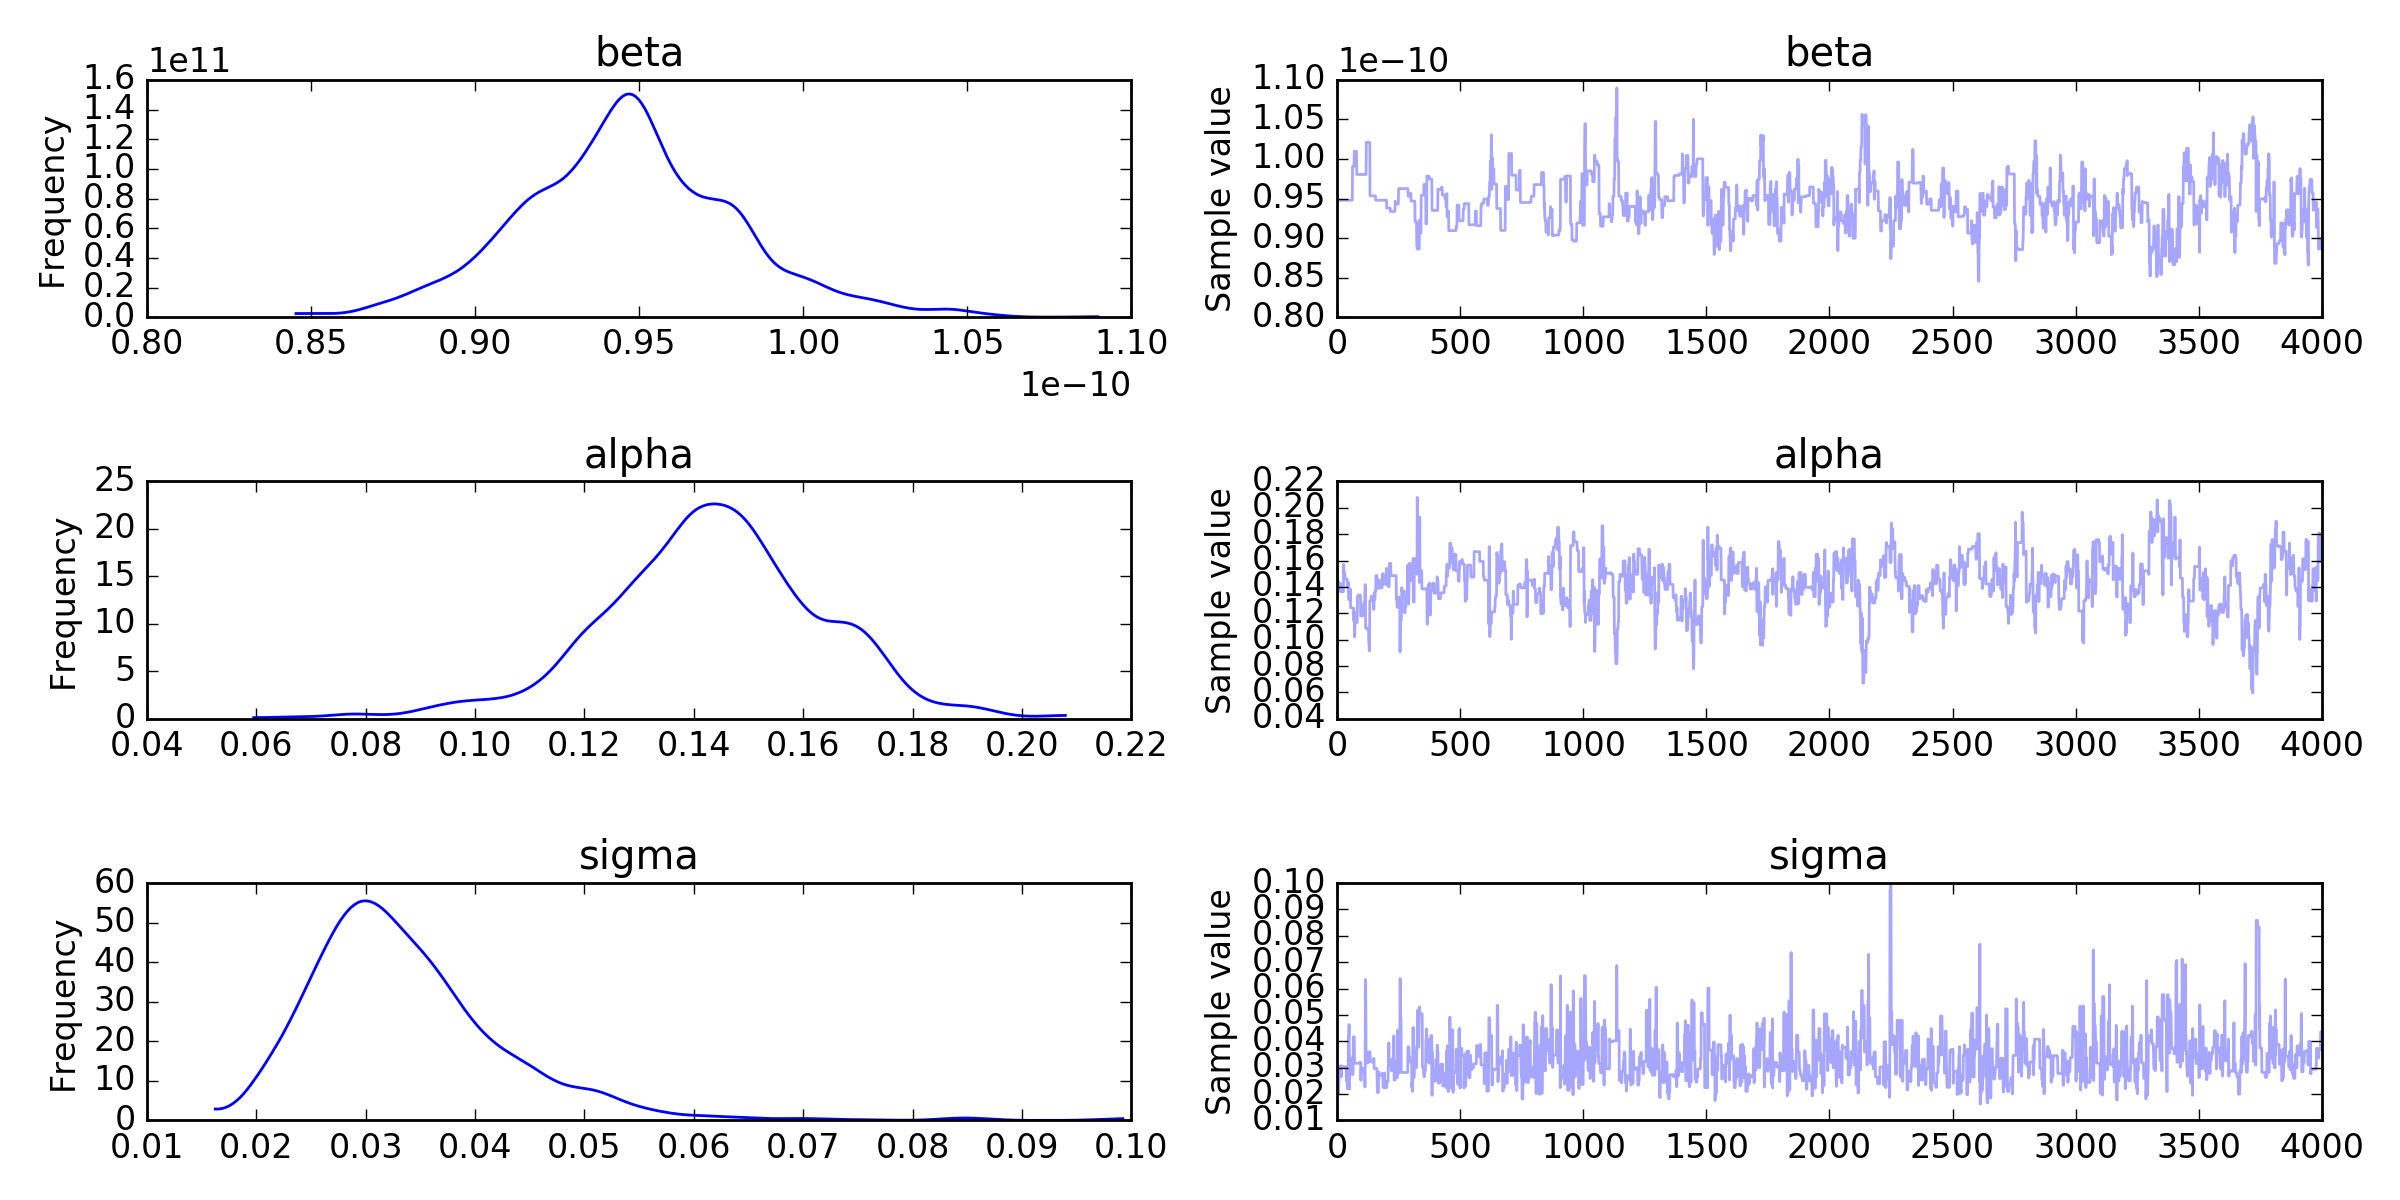 beta
1e11
1.6
1.4
1.2
1.0
0.8
0.6
0.4
0.2
0.0
Frequency
0.80 0.85 0.90 0.95 1.00 1.05 1.10
1e−10
beta
1e−10
1.10
1.05
1.00
0.95
0.90
0.85
0.80
Sample value
0 500 1000 1500 2000 2500 3000 3500 4000
alpha
25
20
15
10
5
0
Frequency
0.04 0.06 0.08 0.10 0.12 0.14 0.16 0.18 0.20 0.22
alpha
0.22
0.20
0.18
0.16
0.14
0.12
0.10
0.08
0.06
0.04
Sample value
0 500 1000 1500 2000 2500 3000 3500 4000
sigma
60
50
40
30
20
10
0
Frequency
0.01 0.02 0.03 0.04 0.05 0.06 0.07 0.08 0.09 0.10
sigma
0.10
0.09
0.08
0.07
0.06
0.05
0.04
0.03
0.02
0.01
Sample value
0 500 1000 1500 2000 2500 3000 3500 4000